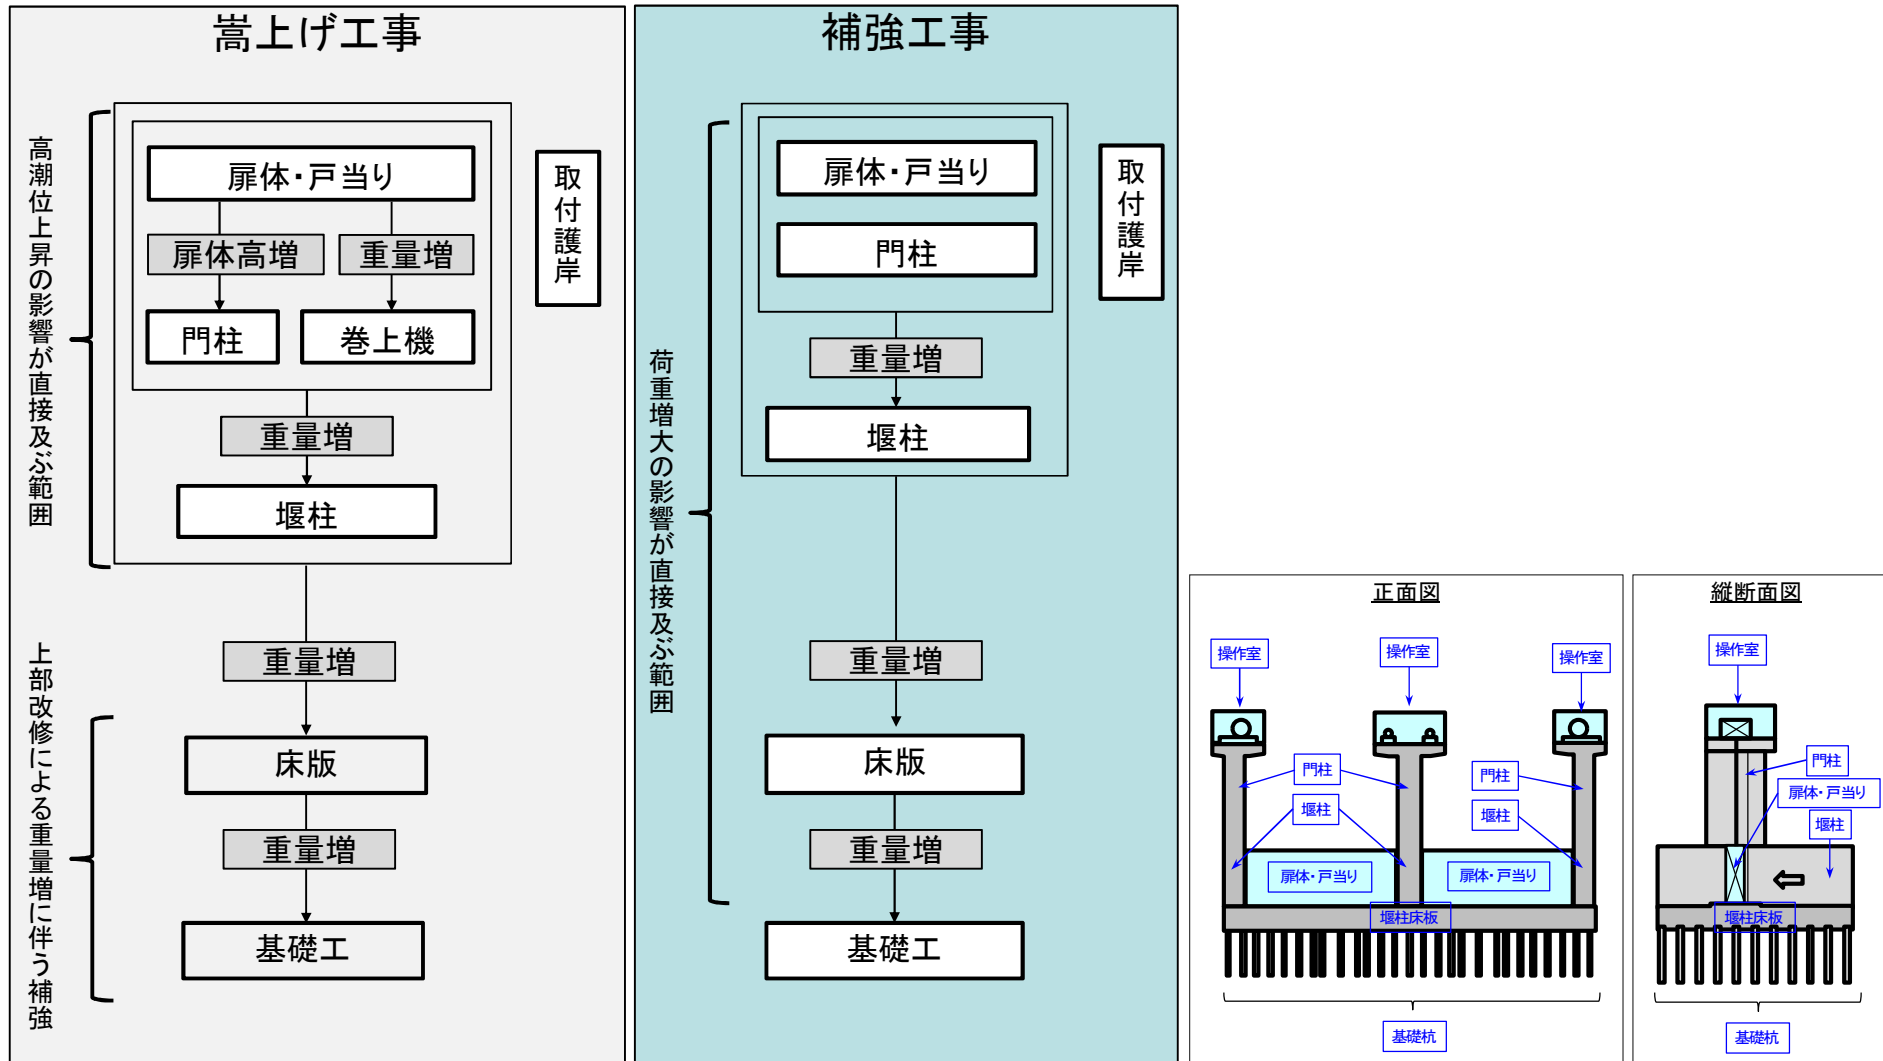 嵩上げ工事
高潮位上昇の影響が直接及ぶ範囲
扉体・戸当り
扉体高増
重量増
門柱
巻上機
重量増
堰柱
取付護岸
重量増
上部改修による重量増に伴う補強
床版
重量増
基礎工
補強工事
荷重増大の影響が直接及ぶ範囲
扉体・戸当り
門柱
重量増
堰柱
取付護岸
重量増
床版
重量増
基礎工
正面図
操作室
操作室
操作室
門柱
門柱
堰柱
堰柱
扉体・戸当り
扉体・戸当り
堰柱床板
基礎杭
縦断面図
操作室
門柱
扉体・戸当り
堰柱
堰柱床板
基礎杭